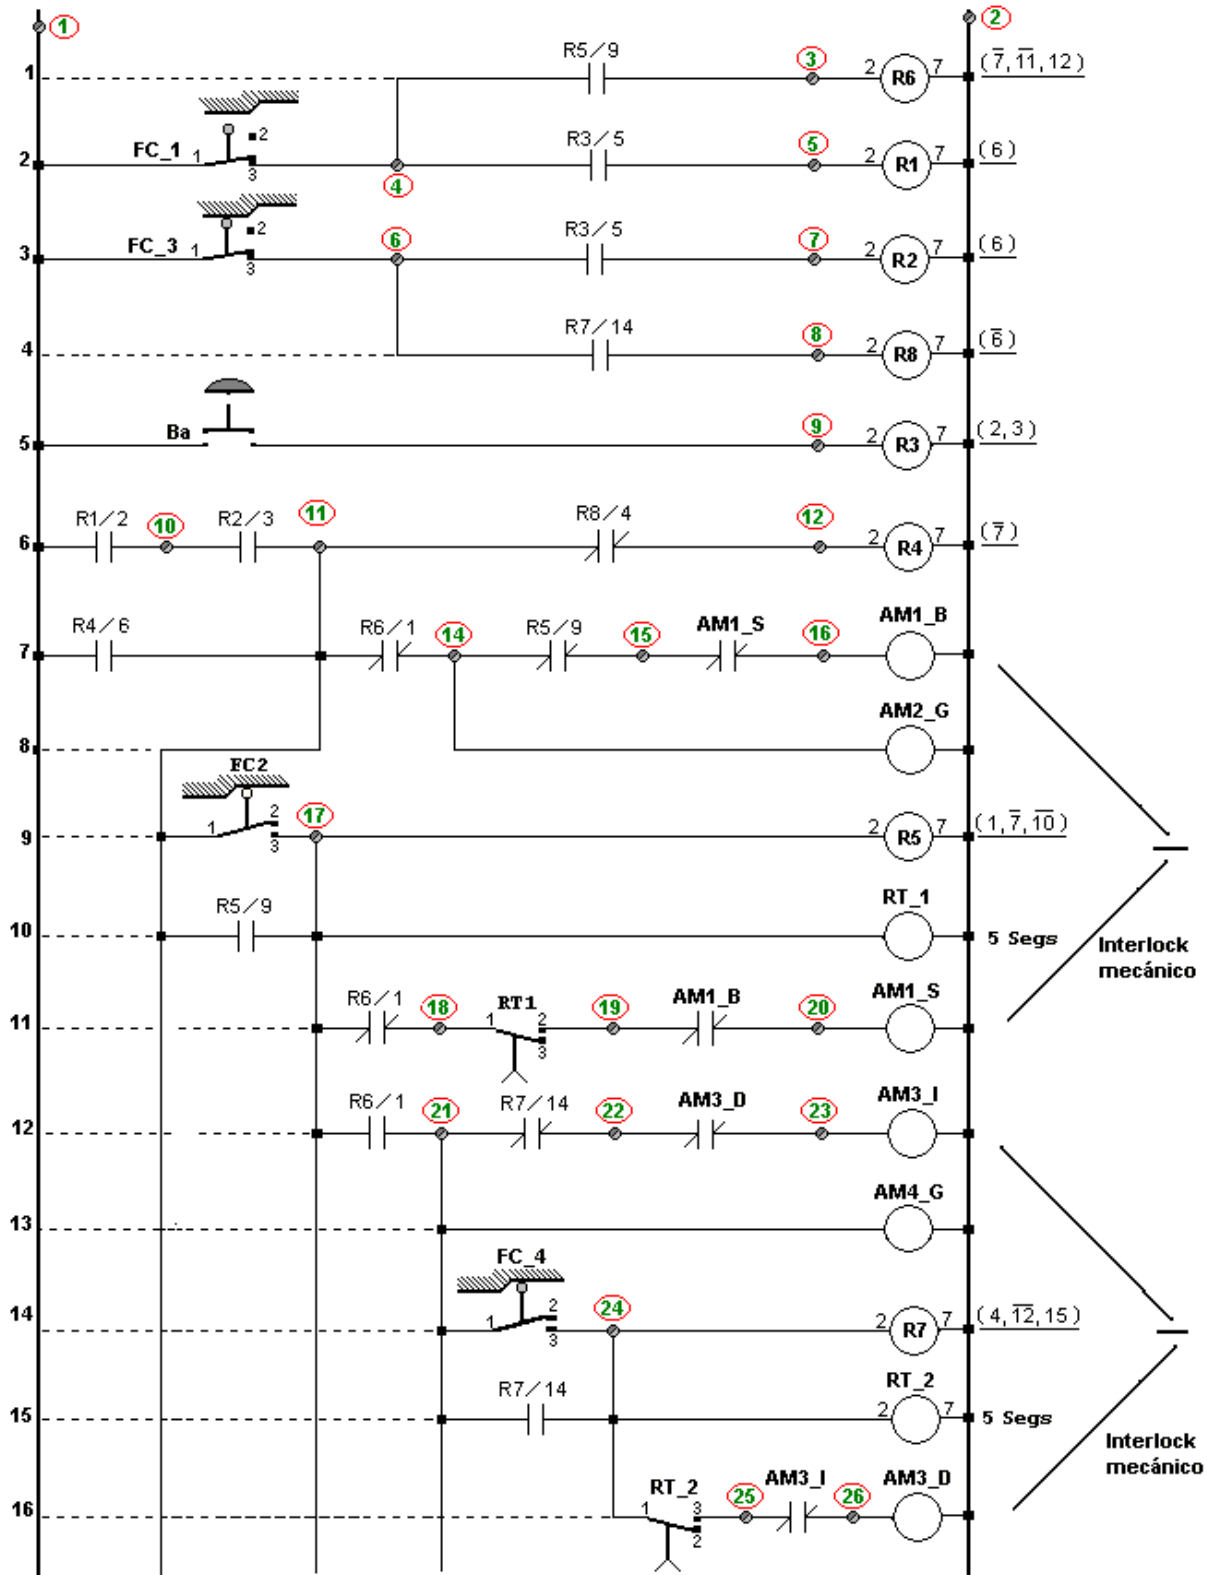 1 2
R5/9 3 2 R6 7 (7̅, 1̅1̅, 12)
1
R3/5 5 2 R1 7 (6)
2 FC_1 1 2 3 4
R3/5 7 2 R2 7 (6)
3 FC_3 1 2 3 6
R7/14 8 2 R8 7 (6̅)
4
5 Ba 9 2 R3 7 (2,3)
R1/2 10 R2/3 11 R8/4 12 2 R4 7 (7̅)
6
R4/6 R6/1 14 R5/9 15 AM1_S 16 AM1_B
7
AM2_G
8
FC2
9 1 2 3 17 2 R5 7 (1, 7̅, 1̅0̅)
R5/9 RT_1
10 5 Segs
Interlock
mecánico
R6/1 18 RT1 19 AM1_B 20 AM1_S
11 1 2 3
R6/1 21 R7/14 22 AM3_D 23 AM3_I
12
AM4_G
13
FC_4
14 1 2 3 24 2 R7 7 (4, 1̅2̅, 15)
R7/14 RT_2
15 2 7 5 Segs
Interlock
mecánico
RT_2 25 AM3_I 26 AM3_D
16 1 3 2